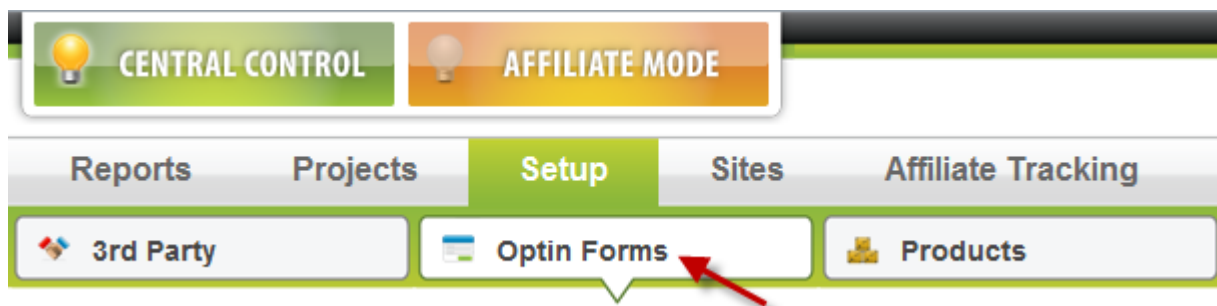 CENTRAL CONTROL AFFILIATE MODE
Reports Projects Setup Sites Affiliate Tracking
3rd Party Optin Forms Products